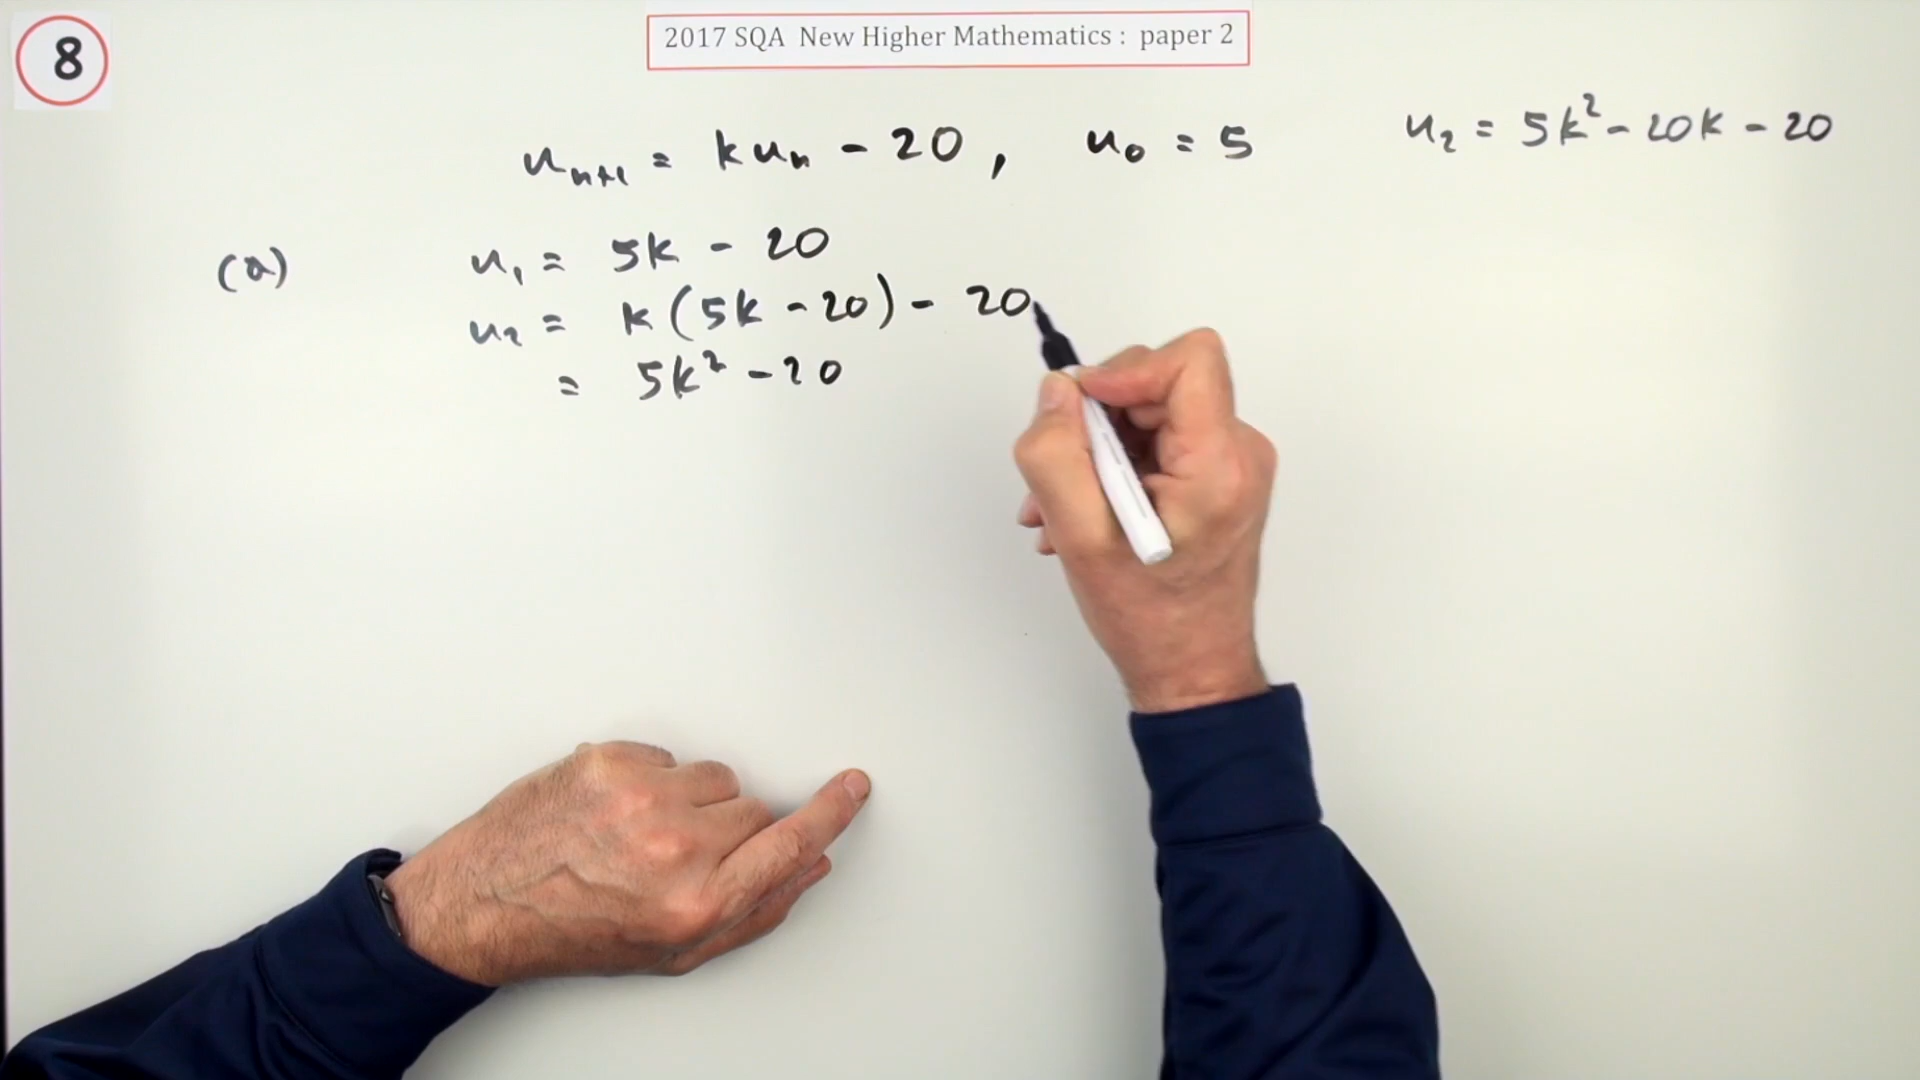 8
2017 SQA New Higher Mathematics : paper 2
uₙ₊₁ = kuₙ - 20 , u₀ = 5
u₂ = 5k² - 20k - 20
(a) u₁ = 5k - 20
u₂ = k(5k - 20) - 20
= 5k² - 20